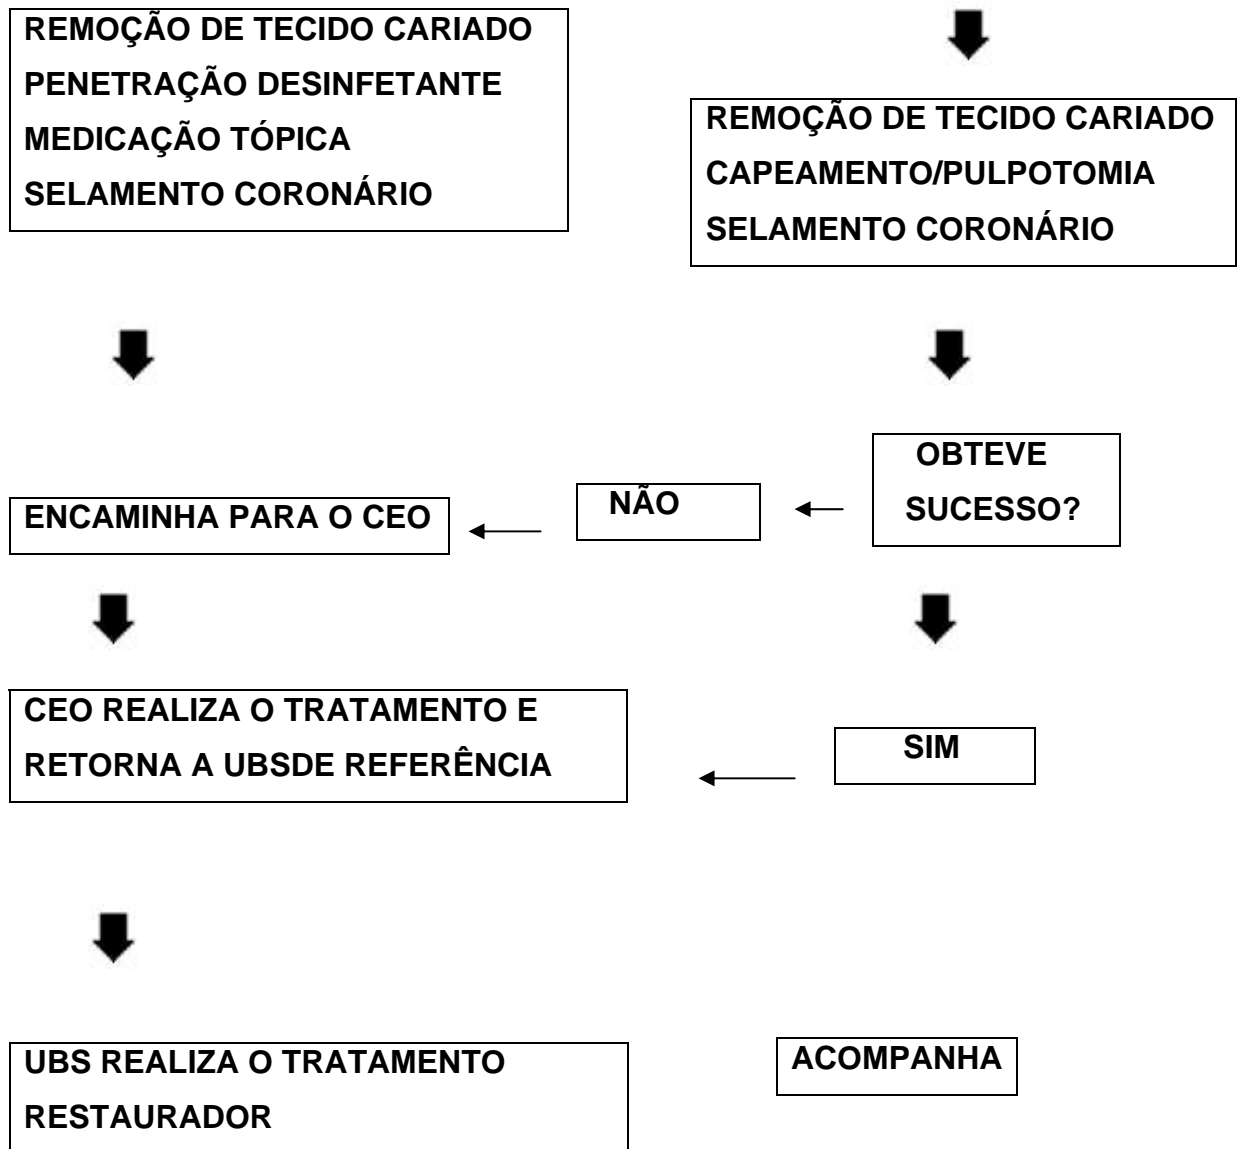 REMOÇÃO DE TECIDO CARIADO
PENETRAÇÃO DESINFETANTE
MEDICAÇÃO TÓPICA
SELAMENTO CORONÁRIO
REMOÇÃO DE TECIDO CARIADO
CAPEAMENTO/PULPOTOMIA
SELAMENTO CORONÁRIO
OBTEVE
SUCESSO?
NÃO
ENCAMINHA PARA O CEO
CEO REALIZA O TRATAMENTO E
RETORNA A UBSDE REFERÊNCIA
SIM
UBS REALIZA O TRATAMENTO
RESTAURADOR
ACOMPANHA